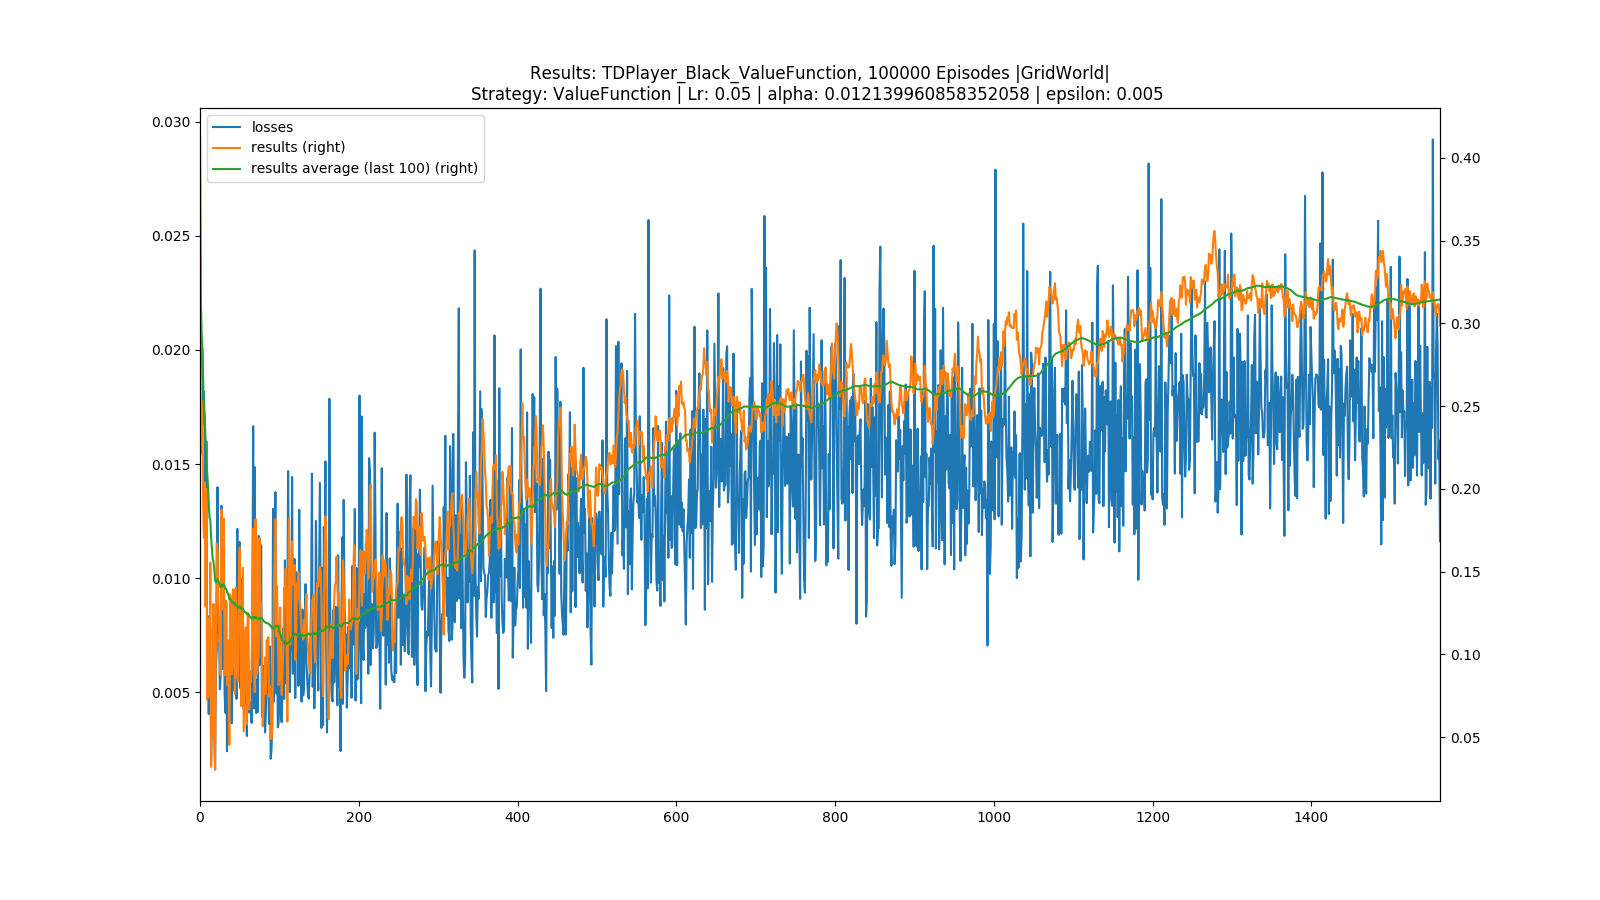 Results: TDPlayer_Black_ValueFunction, 100000 Episodes |GridWorld|
Strategy: ValueFunction | Lr: 0.05 | alpha: 0.012139960858352058 | epsilon: 0.005
losses
results (right)
results average (last 100) (right)
0.030
0.025
0.020
0.015
0.010
0.005
0.40
0.35
0.30
0.25
0.20
0.15
0.10
0.05
0 200 400 600 800 1000 1200 1400